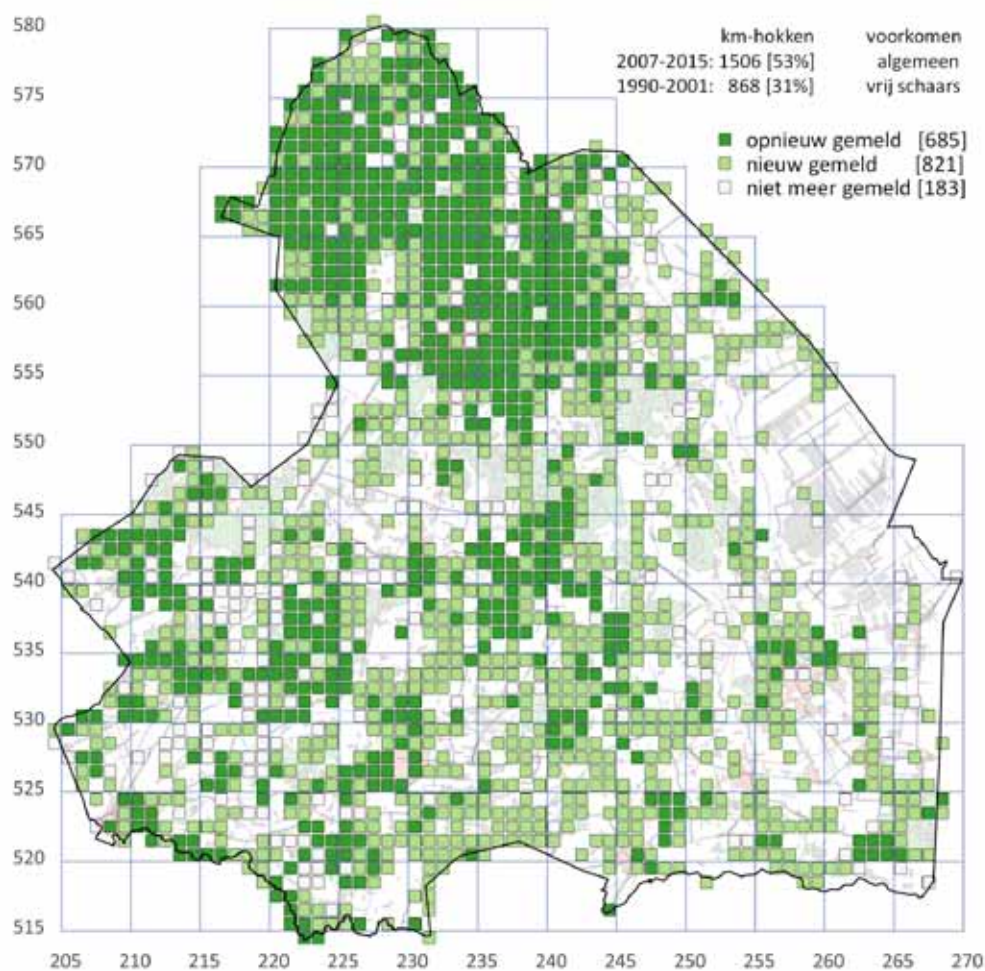 km-hokken voorkomen
2007-2015: 1506 [53%] algemeen
1990-2001: 868 [31%] vrij schaars
opnieuw gemeld [685]
nieuw gemeld [821]
niet meer gemeld [183]
580
575
570
565
560
555
550
545
540
535
530
525
520
515
205 210 215 220 225 230 235 240 245 250 255 260 265 270